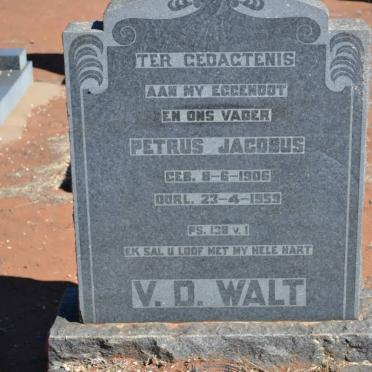 TER GEDAGTENIS
AAN MY EGGENOOT
EN ONS VADER
PETRUS JACOBUS
GEB. 8-6-1906
OORL. 23-4-1959
PS. 138 v. 1
EK SAL U LOOF MET MY HELE HART
V. D. WALT